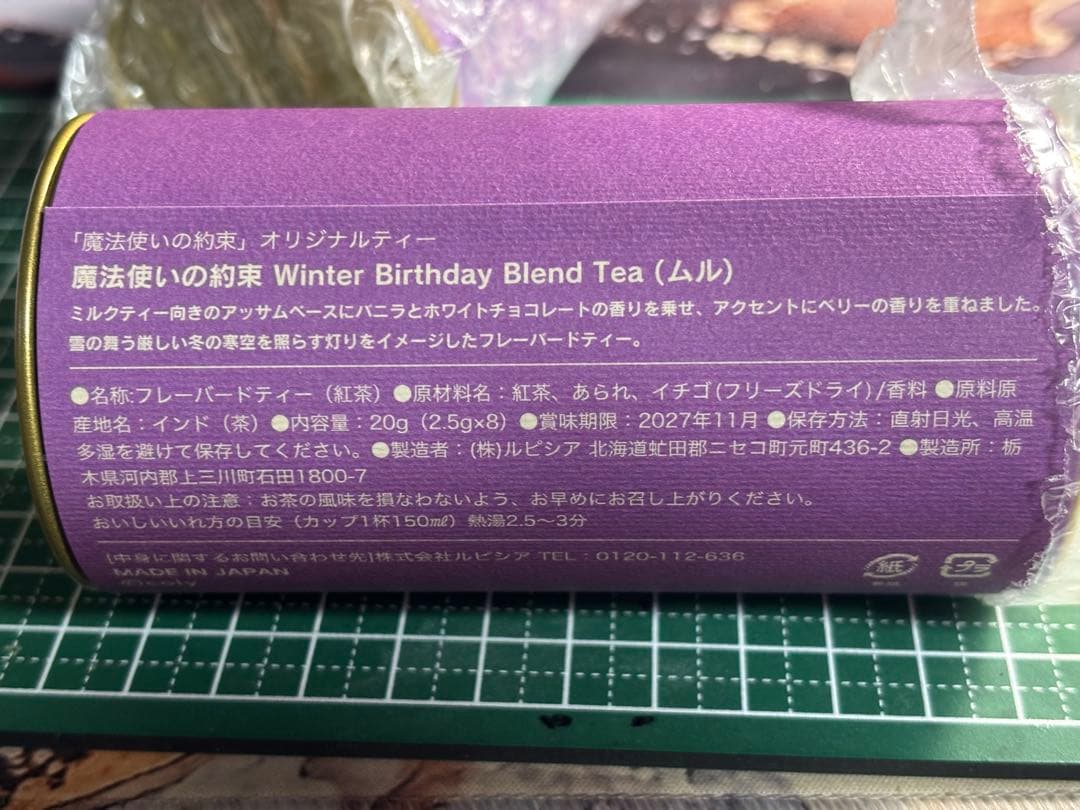 「魔法使いの約束」オリジナルティー
魔法使いの約束 Winter Birthday Blend Tea (ムル)
ミルクティー向きのアッサムベースにバニラとホワイトチョコレートの香りを乗せ、アクセントにベリーの香りを重ねました。
雪の舞う厳しい冬の寒空を照らす灯りをイメージしたフレーバードティー。
●名称:フレーバードティー（紅茶）●原材料名：紅茶、あられ、イチゴ(フリーズドライ)/香料 ●原料原
産地名：インド（茶）●内容量：20g（2.5g×8）●賞味期限：2027年11月 ●保存方法：直射日光、高温
多湿を避けて保存してください。●製造者：(株)ルピシア 北海道虻田郡ニセコ町元町436-2 ●製造所：栃
木県河内郡上三川町石田1800-7
お取扱い上の注意：お茶の風味を損なわないよう、お早めにお召し上がりください。
おいしいいれ方の目安（カップ1杯150㎖）熱湯2.5〜3分
[中身に関するお問い合わせ先]株式会社ルピシア TEL：0120-112-636
MADE IN JAPAN
©coly
紙
プラ